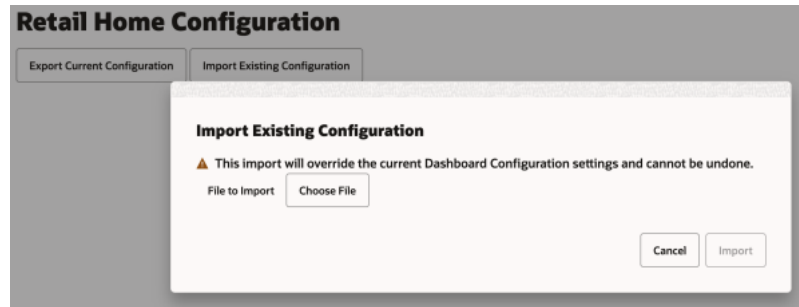 Retail Home Configuration
Export Current Configuration Import Existing Configuration
Import Existing Configuration
This import will override the current Dashboard Configuration settings and cannot be undone.
File to Import Choose File
Cancel Import